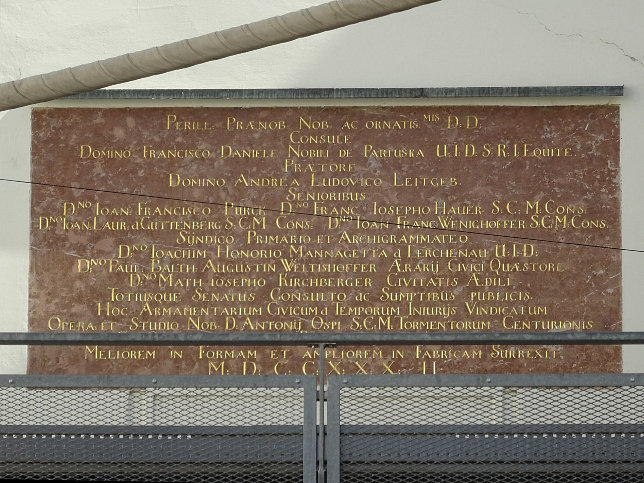 PERILL. PRÆNOB. NOB. AC ORNATIS.MIS D.D.
CONSULE
DOMINO FRANCISCO DANIELE NOBILI DE PARTUSKA U.I.D.S.R.I.EQUITE.
PRÆTORE
DOMINO ANDREA LUDOVICO LEITGEB.
SENIORIBUS
D.NO IOAN. FRANCISCO PURCK D.NO FRANC. IOSEPHO HAUER. S.C.M.CONS.
D.NO IOAN.LAUR.à GUTTENBERG S.C.M CONS. D.NO IOAN FRANC.WENIGHOFFER S.C.M.CONS.
SYNDICO PRIMARIO ET ARCHIGRAMMATEO
D.NO IOACHIM HONORIO MANNAGETTA à LERCHENAU U.I.D:
D.NO PAUL BALTH. AUGUSTIN WELTISHOFFER ÆRARIJ CIVICI QUÆSTORE
D.NO MATH IOSEPHO KIRCHBERGER CIVITATIS ÆDILI.
TOTIUSQUE SENATUS CONSULTO ac SUMPTIBUS PUBLICIS.
HOC ARMAMENTARIUM CIVICUM à TEMPORUM INIURYS VINDICATUM
OPERA ET STUDIO NOB. D. ANTONIJ OSPI S.C.M.TORMENTORUM CENTURIONIS
MELIOREM IN FORMAM ET AMPLIOREM IN FABRICAM SURREXIT.
M.D.C.C.X.X.X.II.